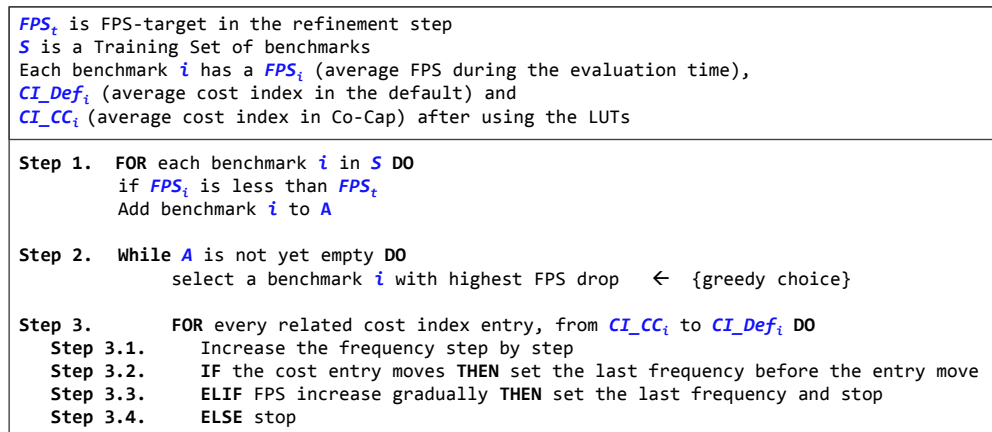 FPSt is FPS-target in the refinement step
S is a Training Set of benchmarks
Each benchmark i has a FPSi (average FPS during the evaluation time),
CI_Defi (average cost index in the default) and
CI_CCi (average cost index in Co-Cap) after using the LUTs
Step 1. FOR each benchmark i in S DO
if FPSi is less than FPSt
Add benchmark i to A
Step 2. While A is not yet empty DO
select a benchmark i with highest FPS drop ← {greedy choice}
Step 3. FOR every related cost index entry, from CI_CCi to CI_Defi DO
Step 3.1. Increase the frequency step by step
Step 3.2. IF the cost entry moves THEN set the last frequency before the entry move
Step 3.3. ELIF FPS increase gradually THEN set the last frequency and stop
Step 3.4. ELSE stop